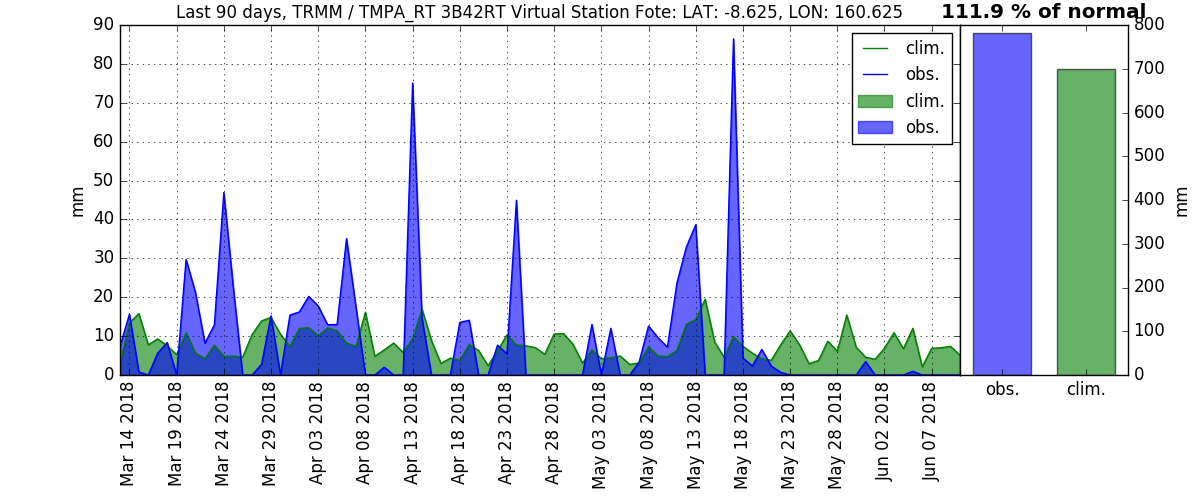 Last 90 days, TRMM / TMPA_RT 3B42RT Virtual Station Fote: LAT: -8.625, LON: 160.625
111.9 % of normal
90
80
70
60
50
40
30
20
10
0
mm
clim.
obs.
clim.
obs.
800
700
600
500
400
300
200
100
0
mm
Mar 14 2018
Mar 19 2018
Mar 24 2018
Mar 29 2018
Apr 03 2018
Apr 08 2018
Apr 13 2018
Apr 18 2018
Apr 23 2018
Apr 28 2018
May 03 2018
May 08 2018
May 13 2018
May 18 2018
May 23 2018
May 28 2018
Jun 02 2018
Jun 07 2018
obs.
clim.